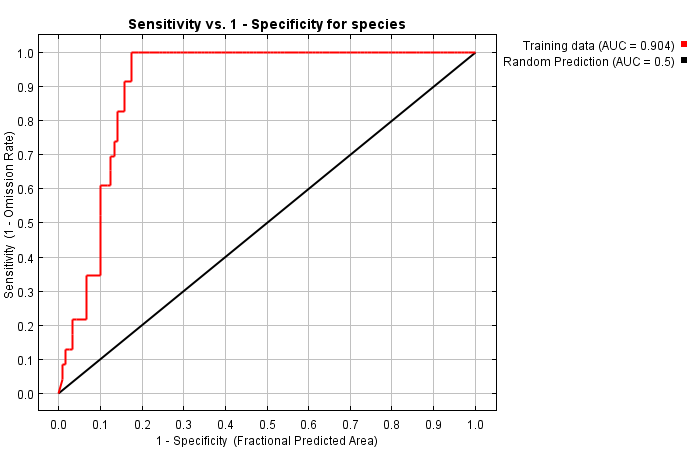 Sensitivity vs. 1 - Specificity for species
Training data (AUC = 0.904)
Random Prediction (AUC = 0.5)
Sensitivity (1 - Omission Rate)
1.0
0.9
0.8
0.7
0.6
0.5
0.4
0.3
0.2
0.1
0.0
0.0 0.1 0.2 0.3 0.4 0.5 0.6 0.7 0.8 0.9 1.0
1 - Specificity (Fractional Predicted Area)